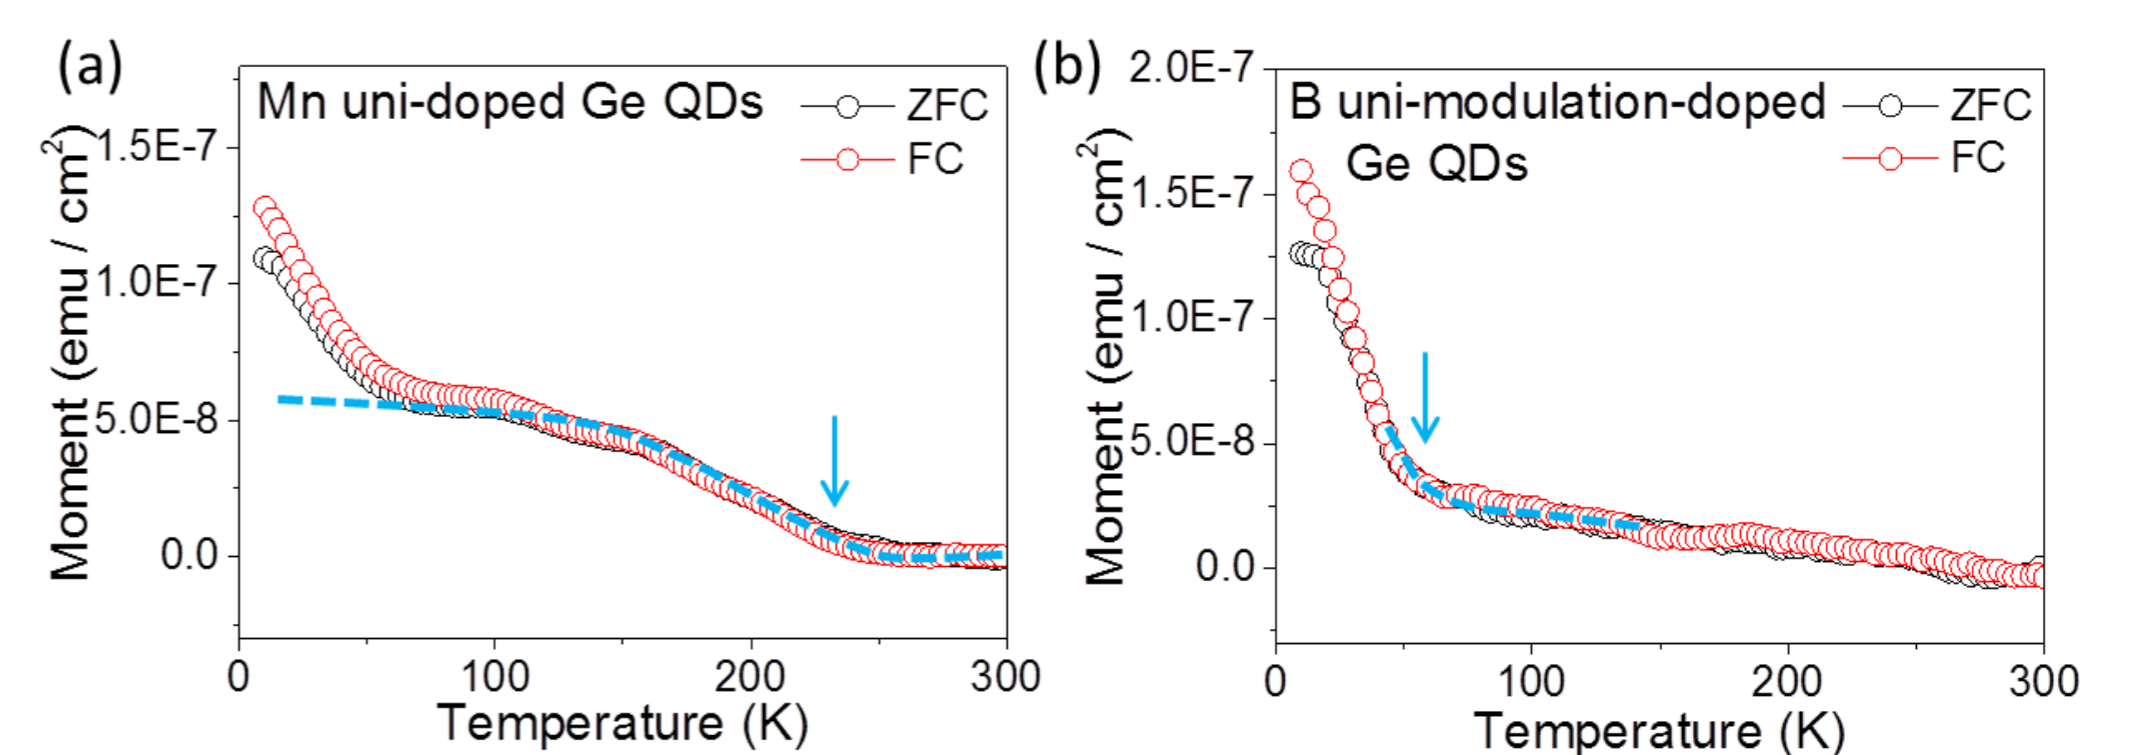 (a)
Mn uni-doped Ge QDs
ZFC
FC
Moment (emu / cm²)
1.5E-7
1.0E-7
5.0E-8
0.0
0 100 200 300
Temperature (K)
(b)
B uni-modulation-doped
Ge QDs
ZFC
FC
Moment (emu / cm²)
2.0E-7
1.5E-7
1.0E-7
5.0E-8
0.0
0 100 200 300
Temperature (K)